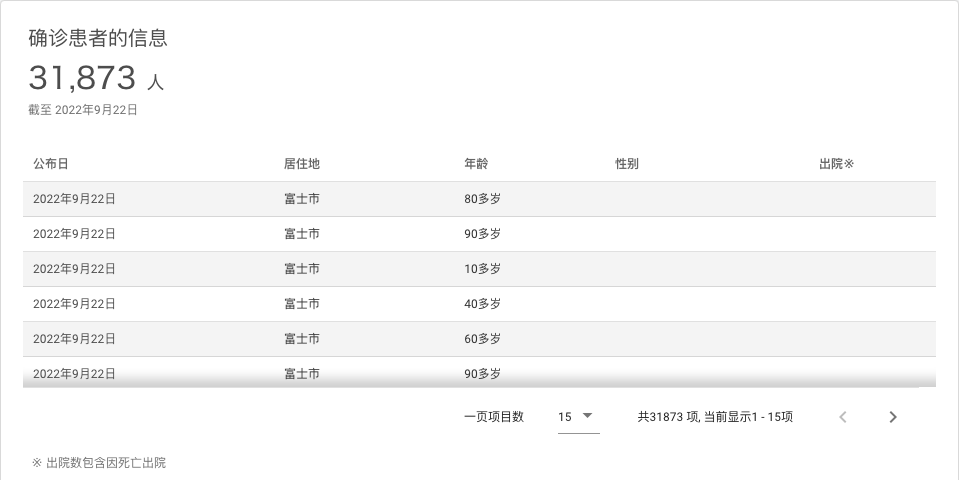 确诊患者的信息
31,873 人
截至 2022年9月22日
公布日 居住地 年龄 性别 出院※
2022年9月22日 富士市 80多岁
2022年9月22日 富士市 90多岁
2022年9月22日 富士市 10多岁
2022年9月22日 富士市 40多岁
2022年9月22日 富士市 60多岁
2022年9月22日 富士市 90多岁
一页项目数 15 共31873 项, 当前显示1 - 15项
※ 出院数包含因死亡出院